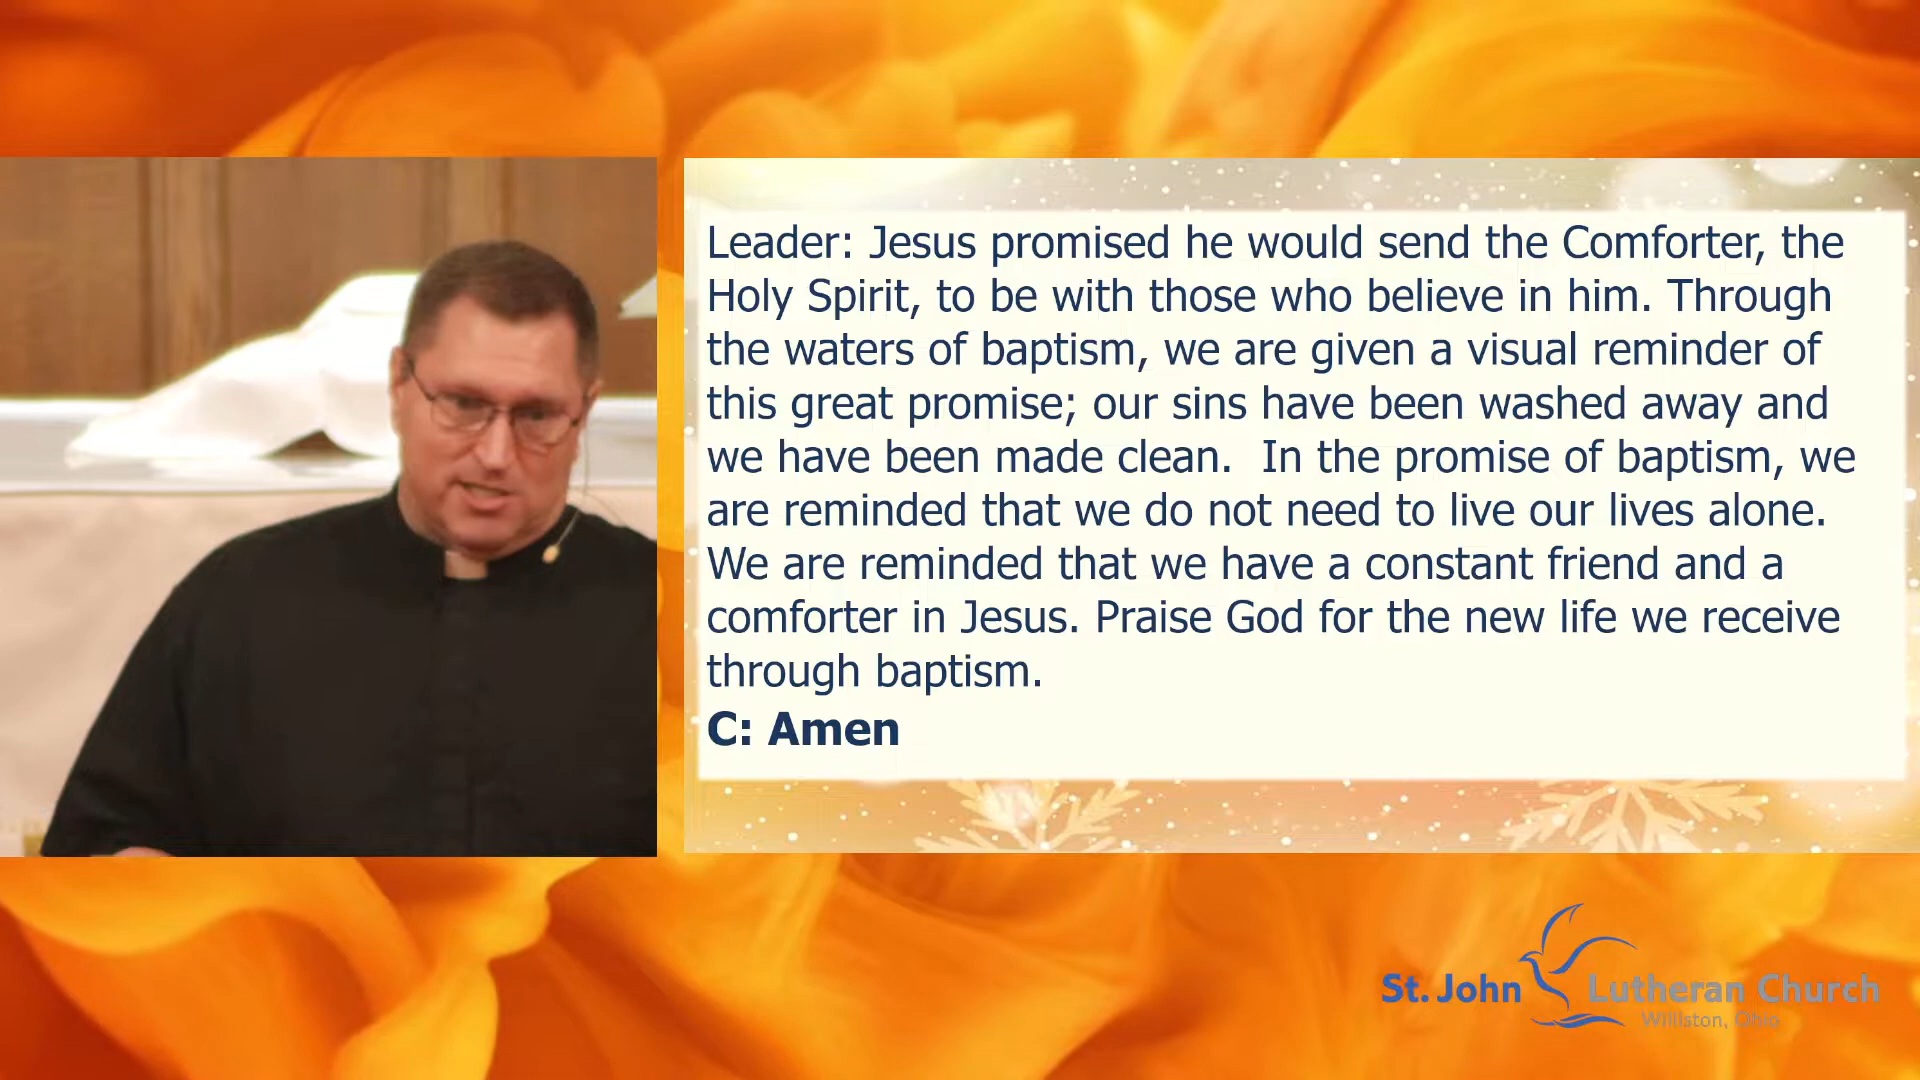 Leader: Jesus promised he would send the Comforter, the
Holy Spirit, to be with those who believe in him. Through
the waters of baptism, we are given a visual reminder of
this great promise; our sins have been washed away and
we have been made clean.  In the promise of baptism, we
are reminded that we do not need to live our lives alone.
We are reminded that we have a constant friend and a
comforter in Jesus. Praise God for the new life we receive
through baptism.
C: Amen
St. John Lutheran Church
Williston, Ohio